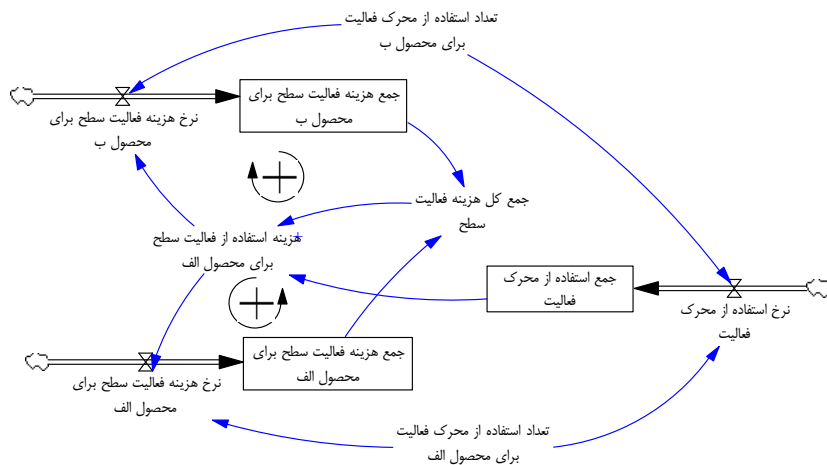 تعداد استفاده از محرک فعالیت
برای محصول ب
جمع هزینه فعالیت سطح برای
محصول ب
نرخ هزینه فعالیت سطح برای
محصول ب
جمع کل هزینه فعالیت
سطح
هزینه استفاده از فعالیت سطح
برای محصول الف
جمع استفاده از محرک
فعالیت
نرخ استفاده از محرک
فعالیت
جمع هزینه فعالیت سطح برای
محصول الف
نرخ هزینه فعالیت سطح برای
محصول الف
تعداد استفاده از محرک فعالیت
برای محصول الف